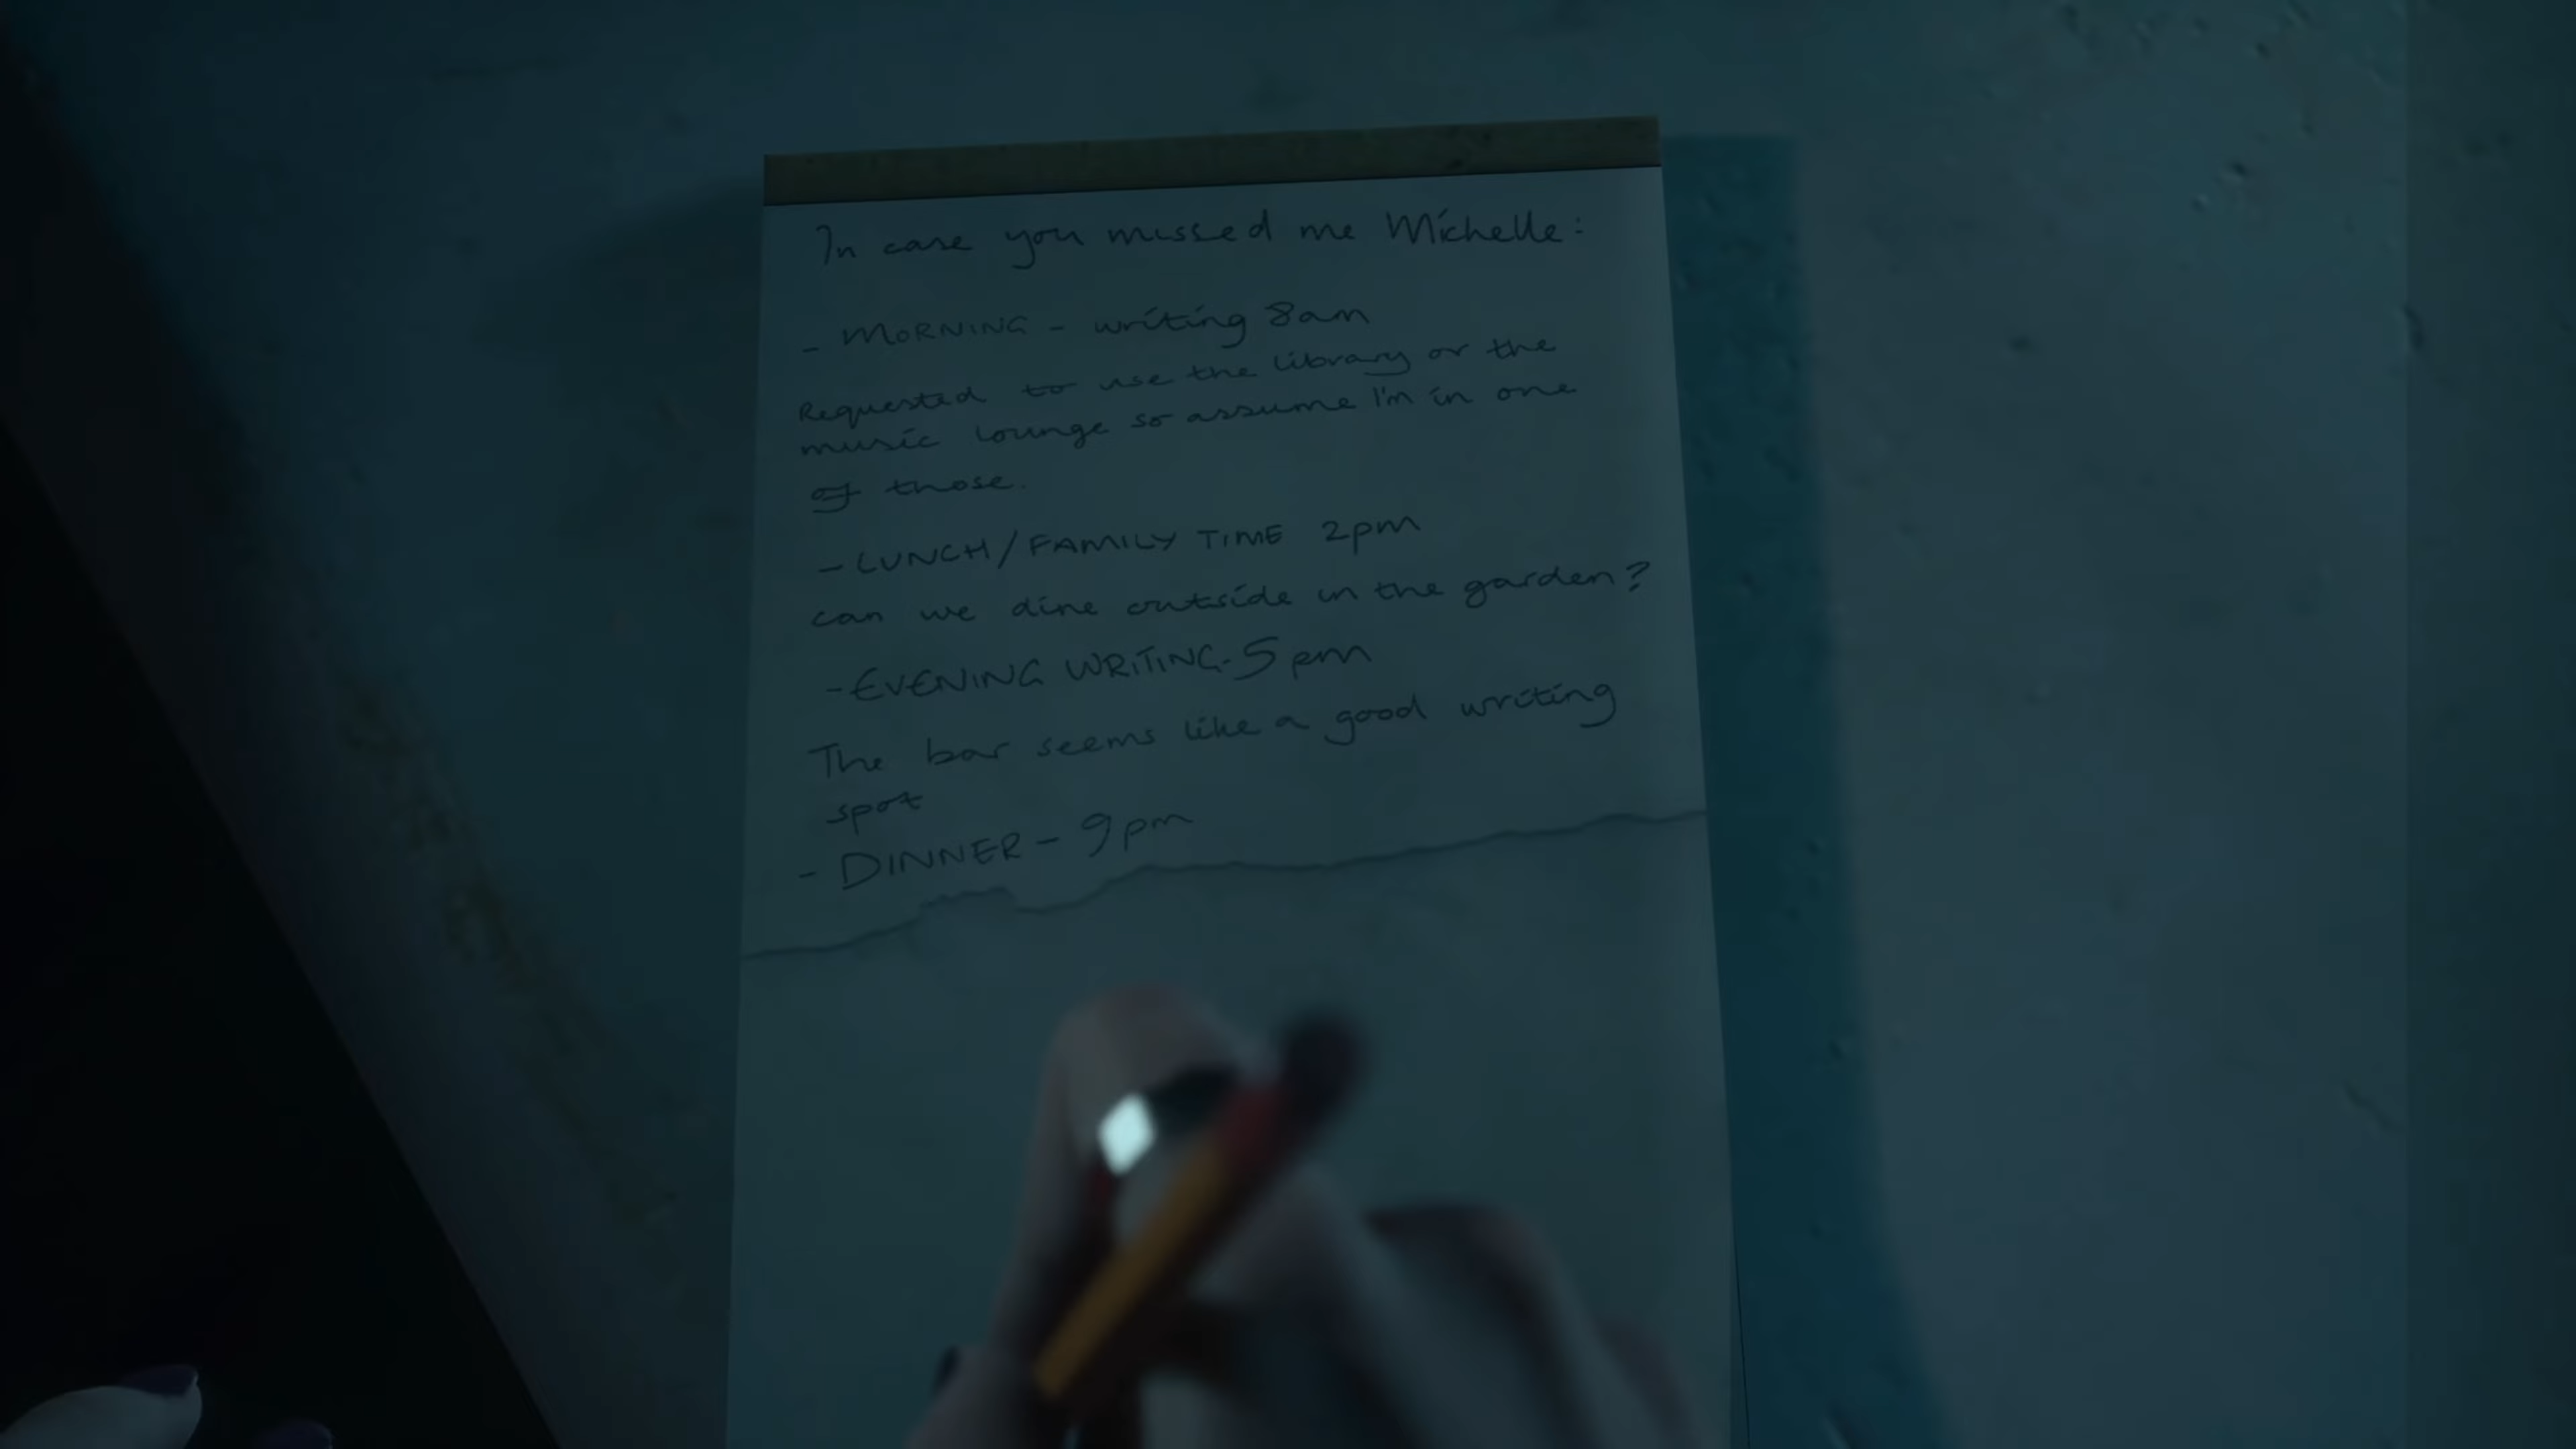 In case you missed me Michelle:
- MORNING - writing 8am
Requested to use the library or the
music lounge so assume I'm in one
of those.
- LUNCH/FAMILY TIME 2pm
can we dine outside in the garden?
- EVENING WRITING - 5pm
The bar seems like a good writing
spot
- DINNER - 9pm